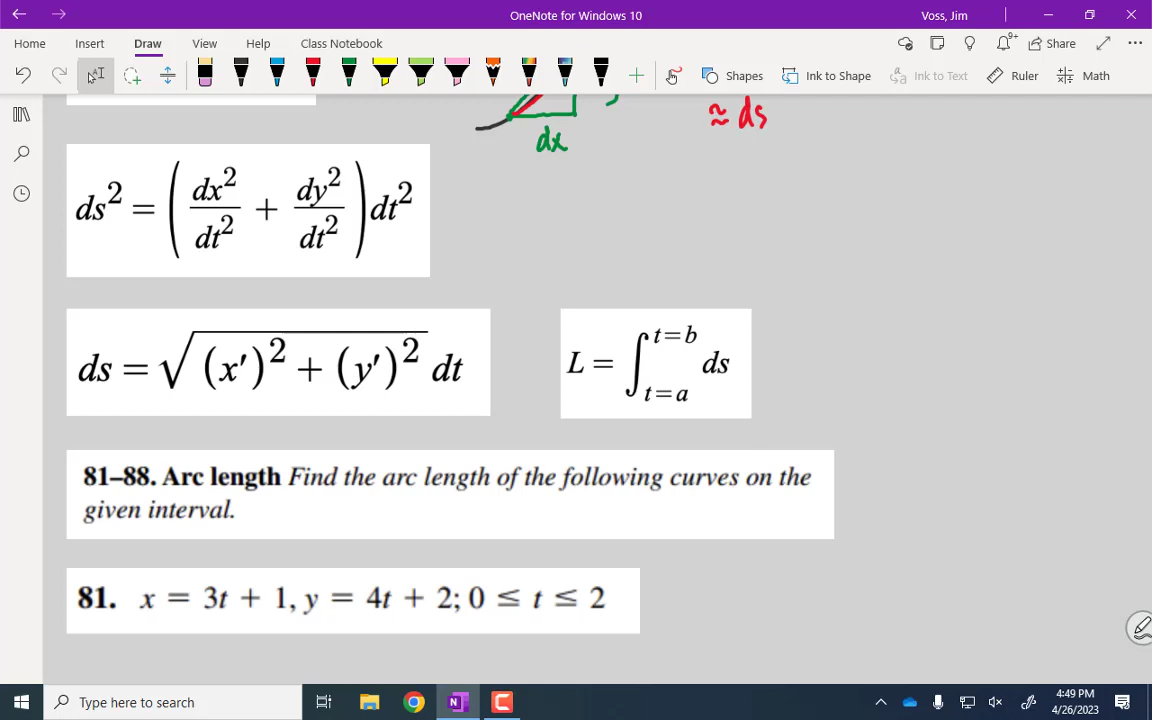 OneNote for Windows 10
Voss, Jim
Home Insert Draw View Help Class Notebook
9+
Share
Shapes
Ink to Shape
Ink to Text
Ruler
Math
dx
≈ ds
ds² = (dx²/dt² + dy²/dt²) dt²
ds = √((x′)² + (y′)²) dt
L = ∫_{t=a}^{t=b} ds
81–88. Arc length Find the arc length of the following curves on the
given interval.
81. x = 3t + 1, y = 4t + 2; 0 ≤ t ≤ 2
Type here to search
4:49 PM
4/26/2023